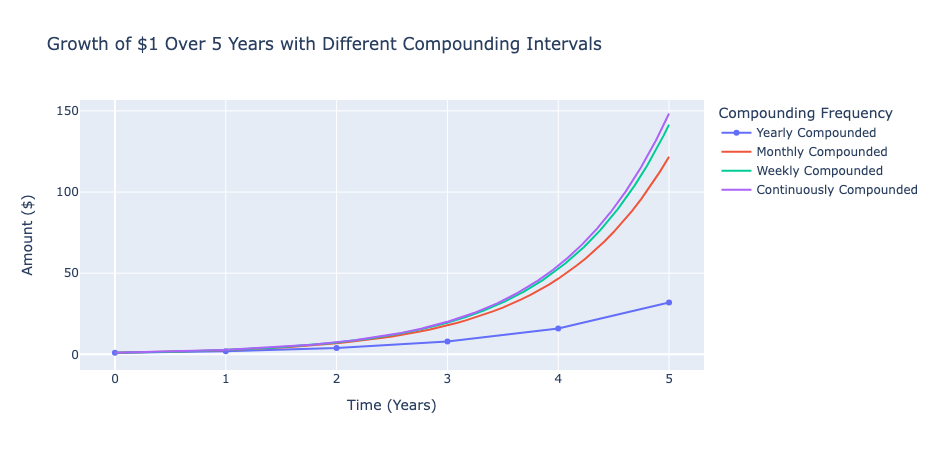 Growth of $1 Over 5 Years with Different Compounding Intervals
150
100
50
0
Amount ($)
0 1 2 3 4 5
Time (Years)
Compounding Frequency
Yearly Compounded
Monthly Compounded
Weekly Compounded
Continuously Compounded